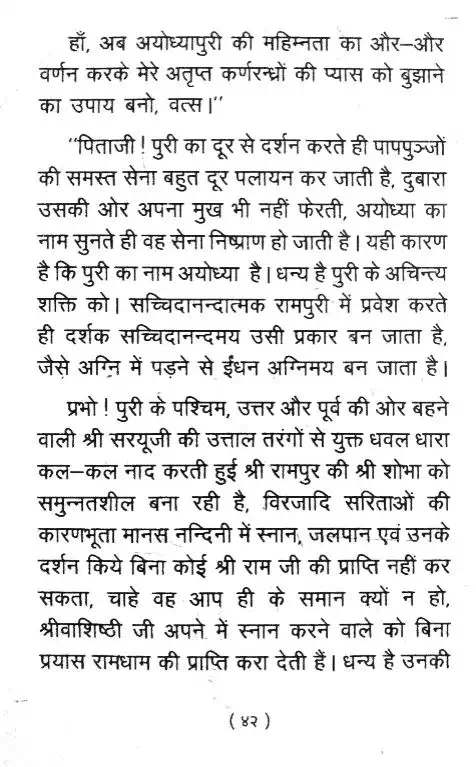 हाँ, अब अयोध्यापुरी की महिम्नता का और–और
वर्णन करके मेरे अतृप्त कर्णरन्ध्रों की प्यास को बुझाने
का उपाय बनो, वत्स।”
“पिताजी ! पुरी का दूर से दर्शन करते ही पापपुञ्जों
की समस्त सेना बहुत दूर पलायन कर जाती है, दुबारा
उसकी ओर अपना मुख भी नहीं फेरती, अयोध्या का
नाम सुनते ही वह सेना निष्प्राण हो जाती है। यही कारण
है कि पुरी का नाम अयोध्या है। धन्य है पुरी के अचिन्त्य
शक्ति को। सच्चिदानन्दात्मक रामपुरी में प्रवेश करते
ही दर्शक सच्चिदानन्दमय उसी प्रकार बन जाता है,
जैसे अग्नि में पड़ने से ईंधन अग्निमय बन जाता है।
प्रभो ! पुरी के पश्चिम, उत्तर और पूर्व की ओर बहने
वाली श्री सरयूजी की उत्ताल तरंगों से युक्त धवल धारा
कल–कल नाद करती हुई श्री रामपुर की श्री शोभा को
समुन्नतशील बना रही है, विरजादि सरिताओं की
कारणभूता मानस नन्दिनी में स्नान, जलपान एवं उनके
दर्शन किये बिना कोई श्री राम जी की प्राप्ति नहीं कर
सकता, चाहे वह आप ही के समान क्यों न हो,
श्रीवाशिष्ठी जी अपने में स्नान करने वाले को बिना
प्रयास रामधाम की प्राप्ति करा देती हैं। धन्य है उनकी
( ४२ )